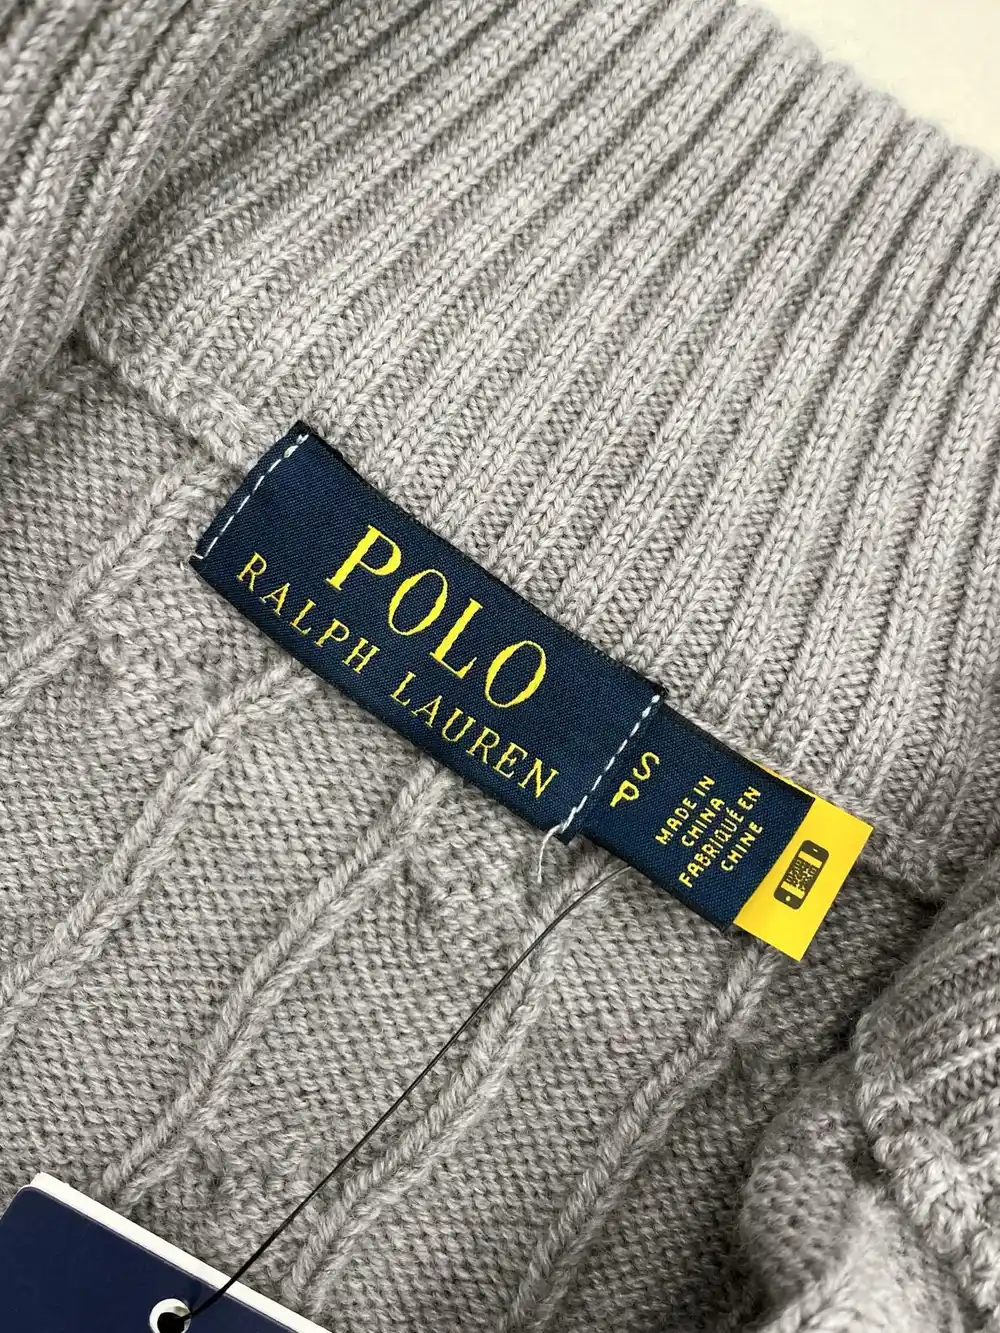 POLO
RALPH LAUREN
S
P
MADE IN
CHINA
FABRIQUÉ EN
CHINE